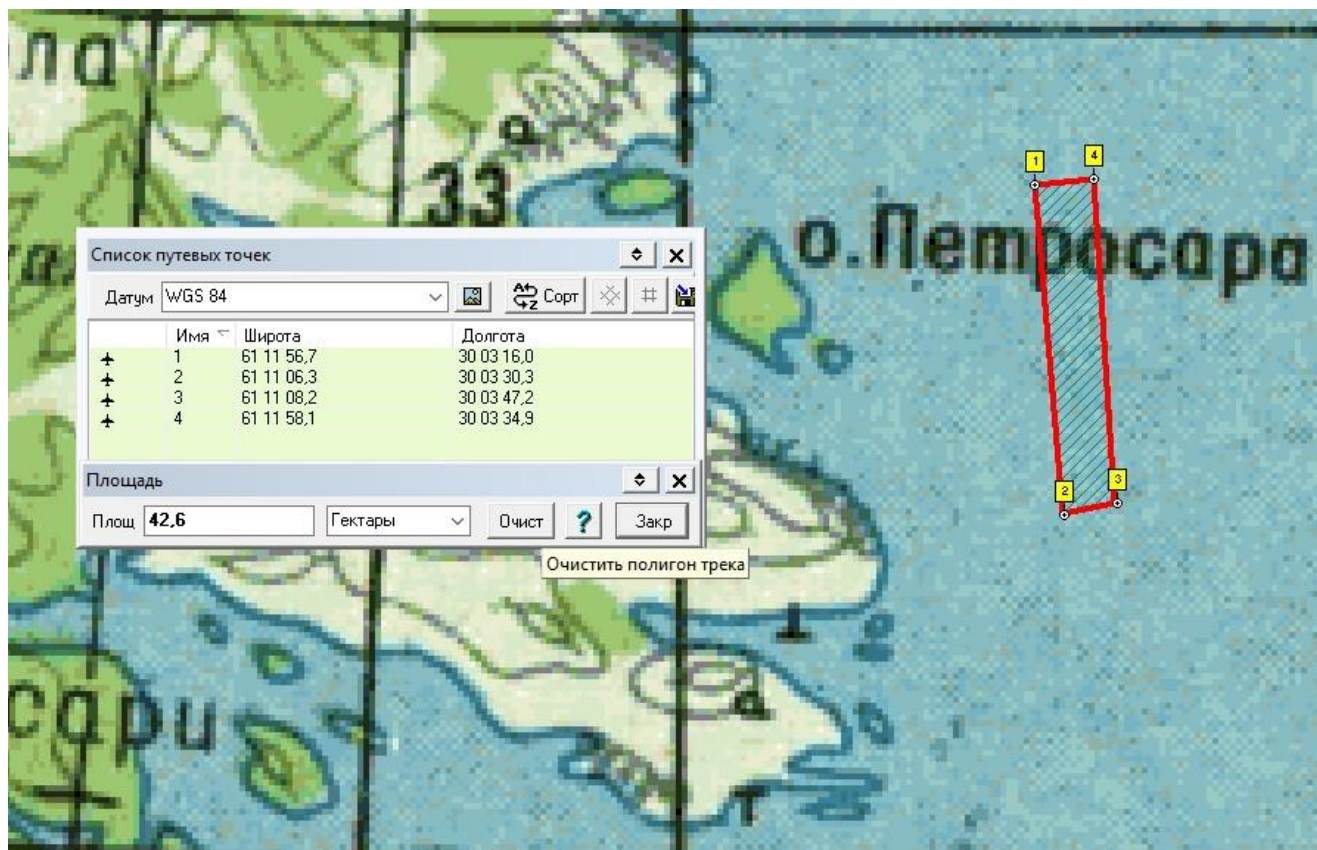 ла
33
о.Петросара
1
4
2
3
Список путевых точек
Датум WGS 84 Сорт
Имя Широта Долгота
1 61 11 56,7 30 03 16,0
2 61 11 06,3 30 03 30,3
3 61 11 08,2 30 03 47,2
4 61 11 58,1 30 03 34,9
Площадь
Площ 42,6 Гектары Очист ? Закр
Очистить полигон трека
сари